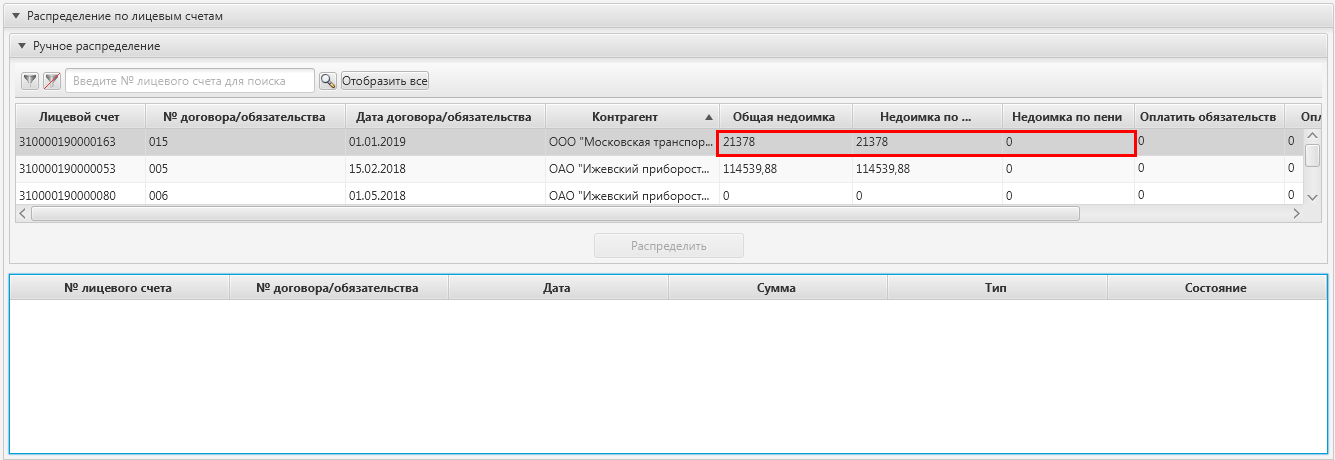 Распределение по лицевым счетам
Ручное распределение
Введите № лицевого счета для поиска Отобразить все
Лицевой счет № договора/обязательства Дата договора/обязательства Контрагент Общая недоимка Недоимка по ... Недоимка по пени Оплатить обязательств Опл
310000190000163 015 01.01.2019 ООО "Московская транспор... 21378 21378 0 0 0
310000190000053 005 15.02.2018 ОАО "Ижевский приборост... 114539,88 114539,88 0 0 0
310000190000080 006 01.05.2018 ОАО "Ижевский приборост... 0 0 0 0 0
Распределить
№ лицевого счета № договора/обязательства Дата Сумма Тип Состояние